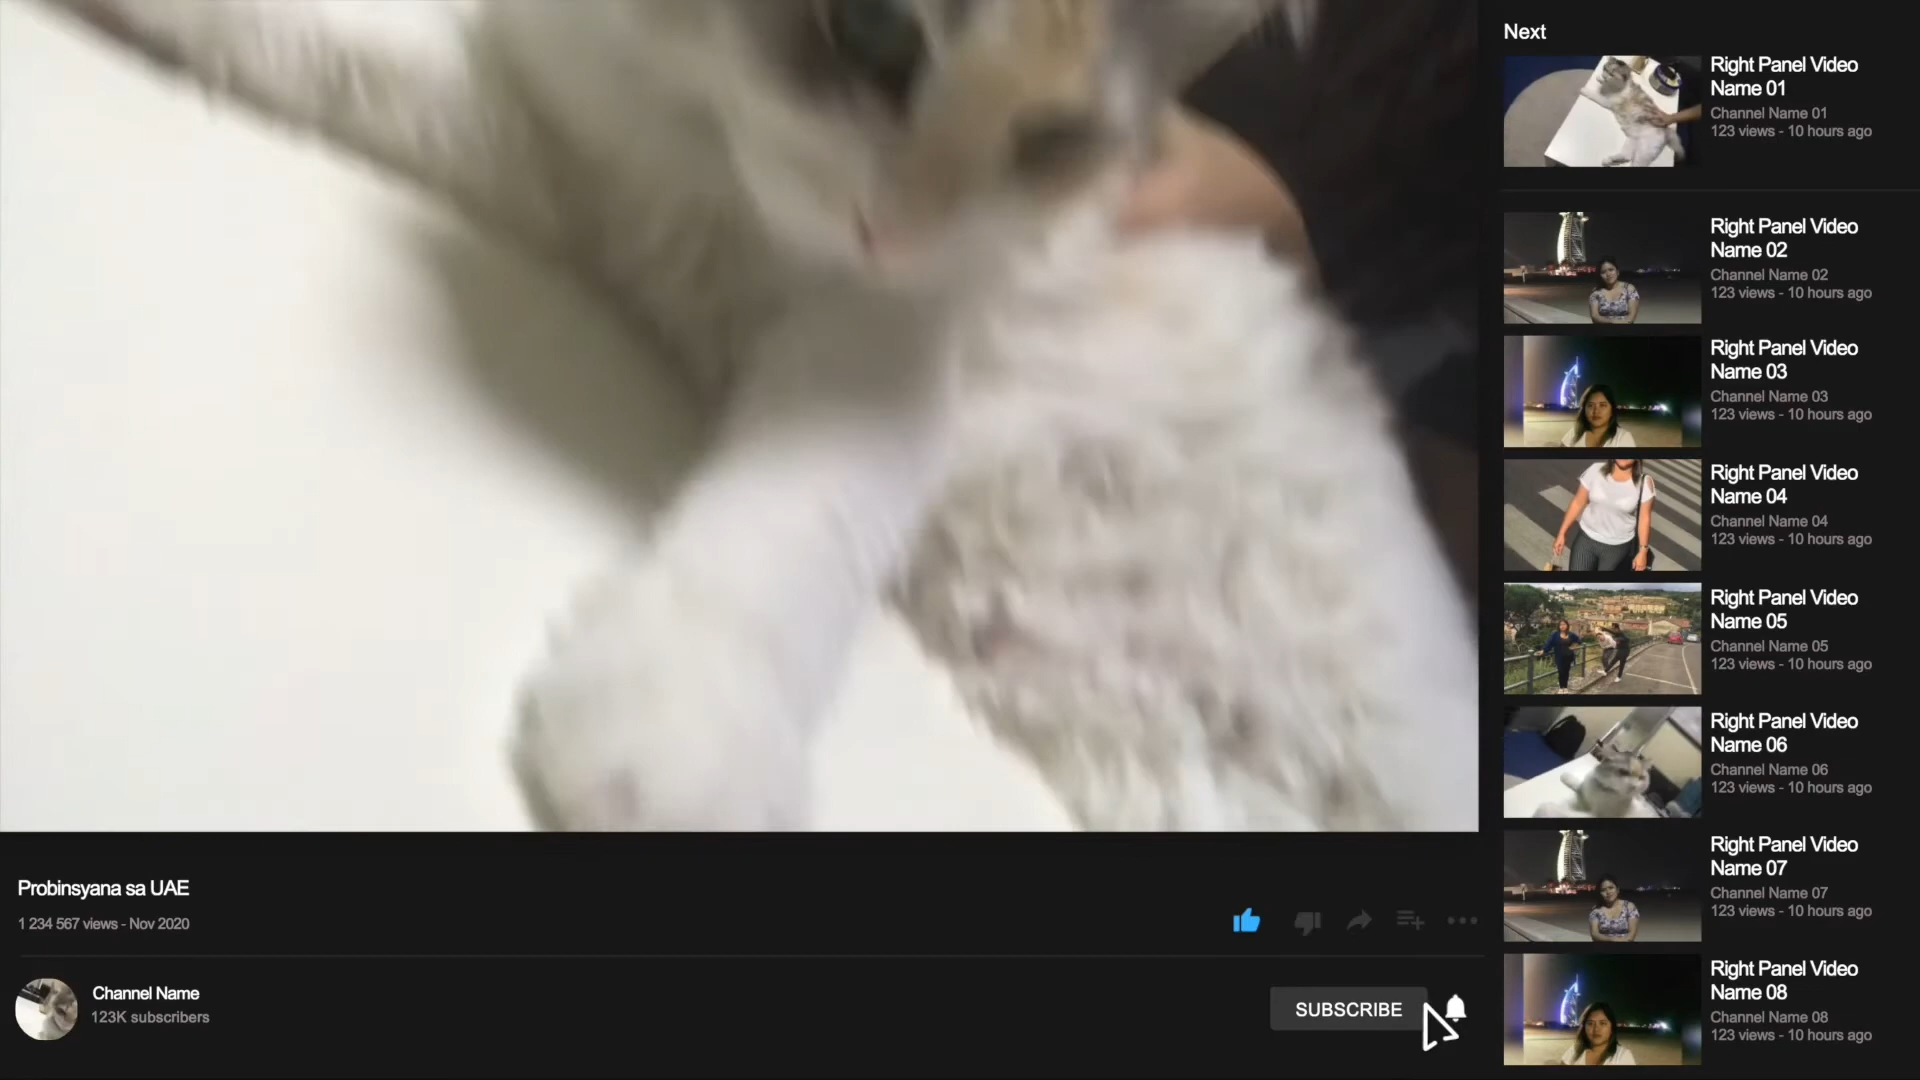 Next
Right Panel Video
Name 01
Channel Name 01
123 views - 10 hours ago
Right Panel Video
Name 02
Channel Name 02
123 views - 10 hours ago
Right Panel Video
Name 03
Channel Name 03
123 views - 10 hours ago
Right Panel Video
Name 04
Channel Name 04
123 views - 10 hours ago
Right Panel Video
Name 05
Channel Name 05
123 views - 10 hours ago
Right Panel Video
Name 06
Channel Name 06
123 views - 10 hours ago
Right Panel Video
Name 07
Channel Name 07
123 views - 10 hours ago
Right Panel Video
Name 08
Channel Name 08
123 views - 10 hours ago
Probinsyana sa UAE
1 234 567 views - Nov 2020
Channel Name
123K subscribers
SUBSCRIBE